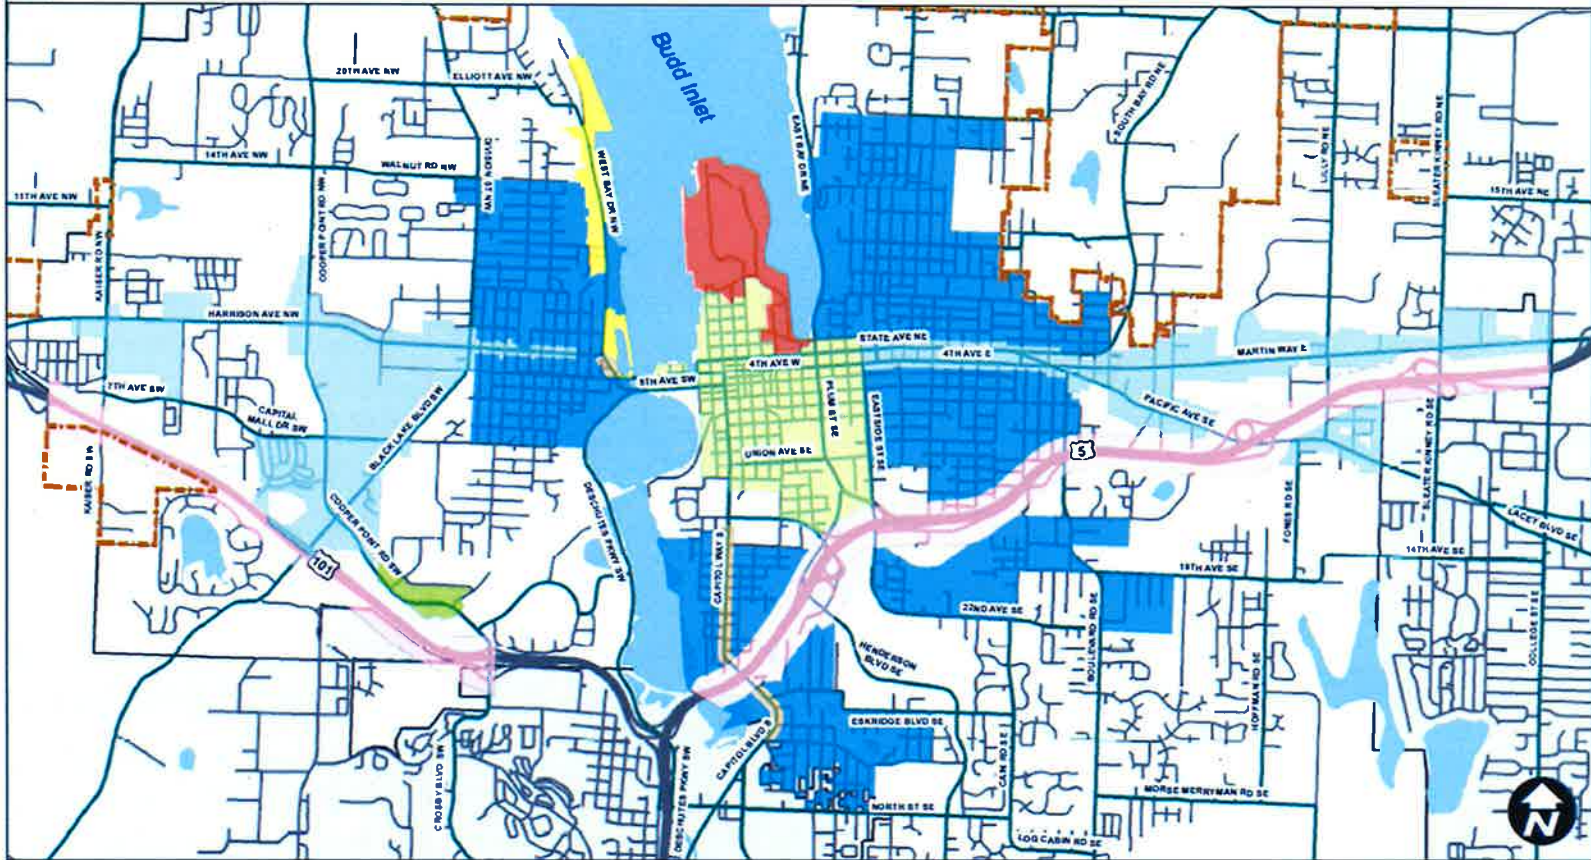 Budd Inlet
20TH AVE NW
ELLIOTT AVE NW
14TH AVE NW
WALNUT RD NW
DIVISION ST NW
WEST BAY DR NW
EAST BAY DR NE
SOUTH BAY RD NE
LILLY RD NE
SLEATER KINNEY RD NE
15TH AVE NE
11TH AVE NW
KAISER RD NW
COOPER POINT RD NW
HARRISON AVE NW
STATE AVE NE
4TH AVE W
4TH AVE E
MARTIN WAY E
5TH AVE SW
7TH AVE SW
CAPITAL
MALL DR SW
BLACK LAKE BLVD SW
PLUM ST SE
EASTSIDE ST SE
PACIFIC AVE SE
UNION AVE SE
5
KAISER RD SW
COOPER POINT RD SW
101
DESCHUTES PKWY SW
CAPITOL WAY S
FONES RD SE
SLEATER KINNEY RD SE
LACEY BLVD SE
14TH AVE SE
18TH AVE SE
22ND AVE SE
HENDERSON
BLVD SE
BOULEVARD RD SE
HOFFMAN RD SE
COLLEGE ST SE
ESKRIDGE BLVD SE
CAPITOL BLVD S
CAIN RD SE
CROSBY BLVD SW
DESCHUTES PKWY SW
NORTH ST SE
MORSE MERRYMAN RD SE
LOG CABIN RD SE
N